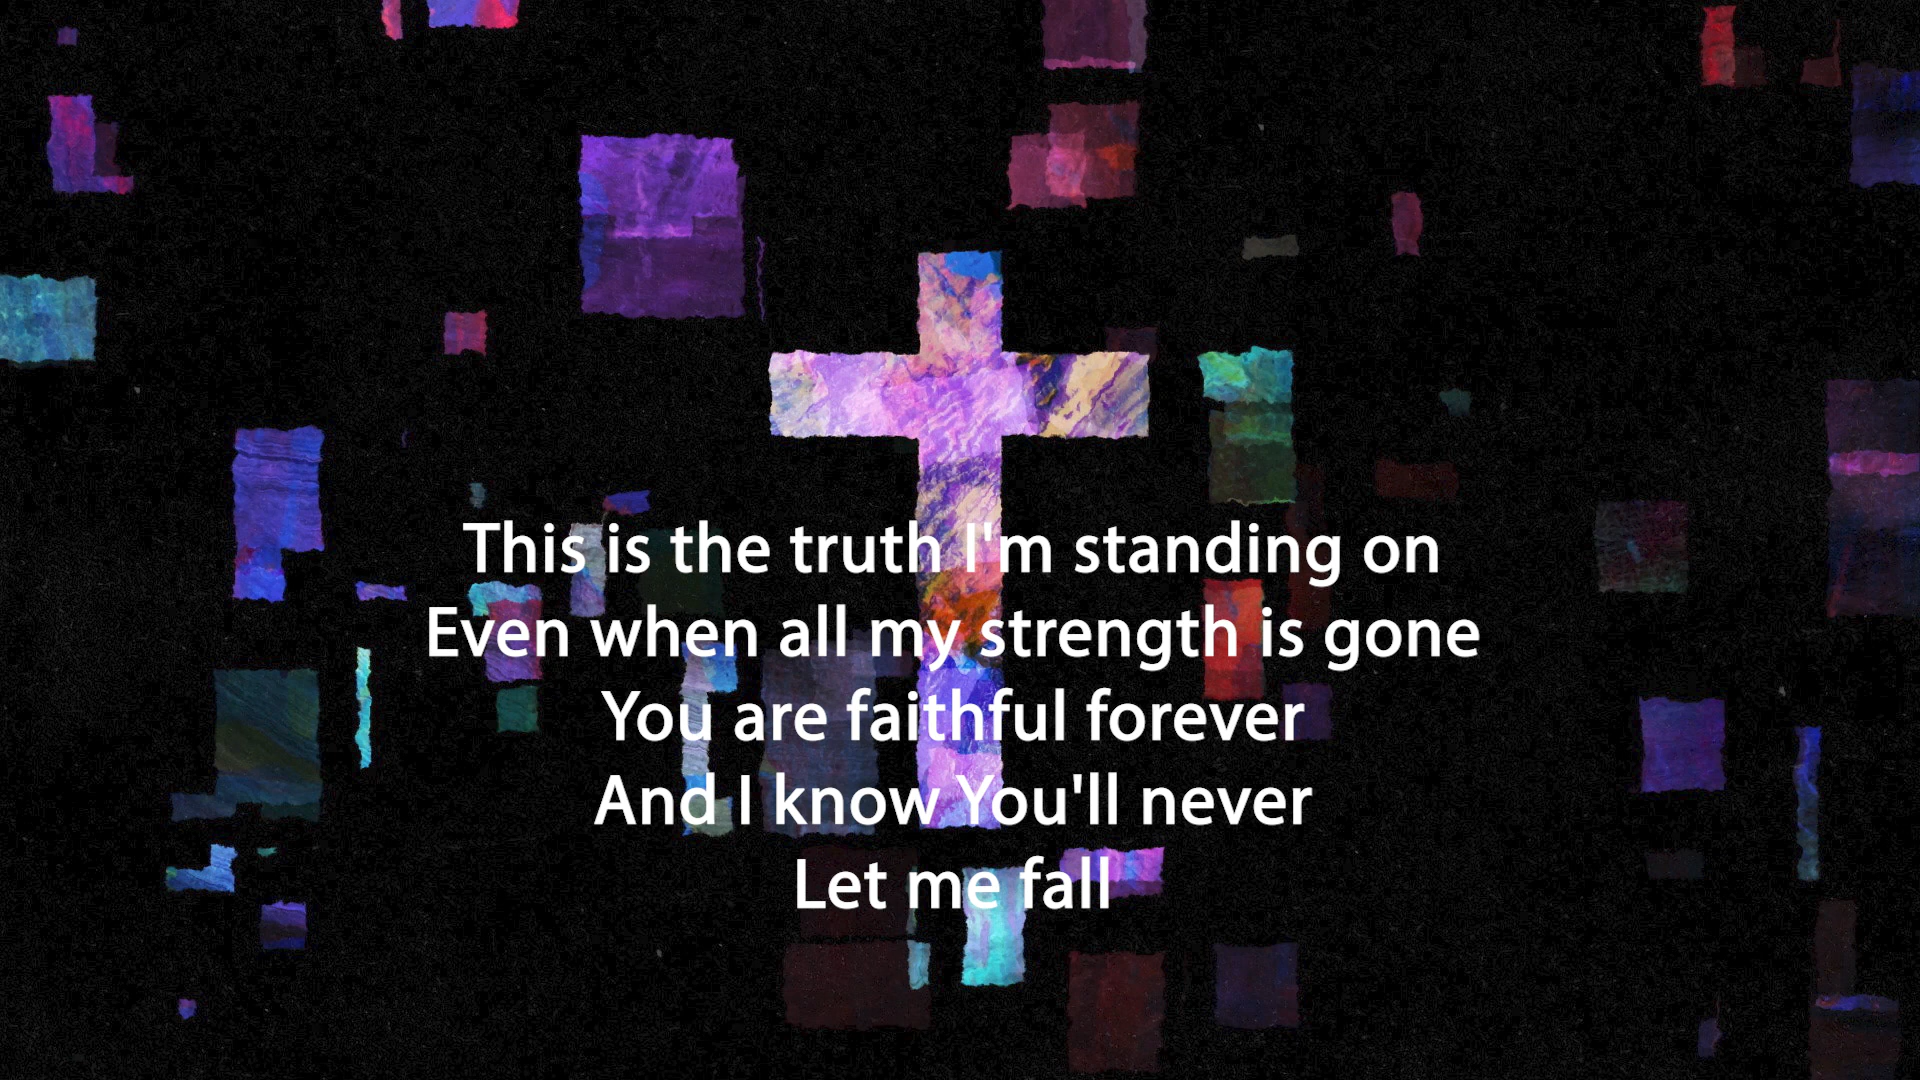 This is the truth I'm standing on
Even when all my strength is gone
You are faithful forever
And I know You'll never
Let me fall